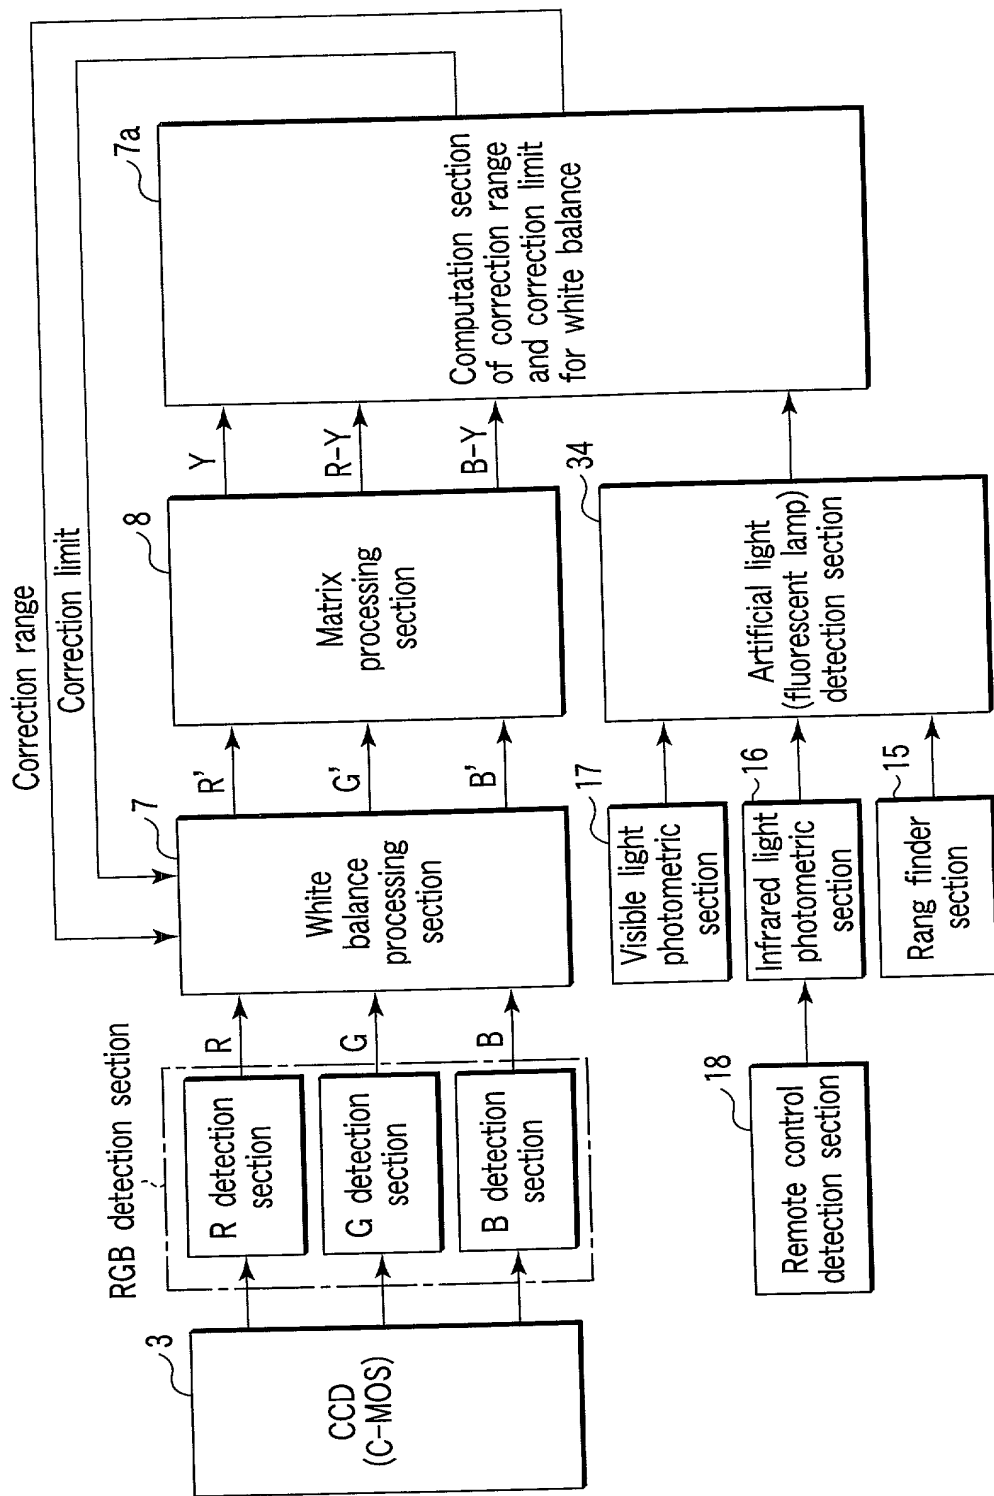 Correction range
Correction limit
RGB detection section
3
CCD
(C-MOS)
R detection
section
G detection
section
B detection
section
R
G
B
7
White
balance
processing
section
R'
G'
B'
8
Matrix
processing
section
Y
R-Y
B-Y
7a
Computation section
of correction range
and correction limit
for white balance
18
Remote control
detection section
17
Visible light
photometric
section
16
Infrared light
photometric
section
15
Rang finder
section
34
Artificial light
(fluorescent lamp)
detection section